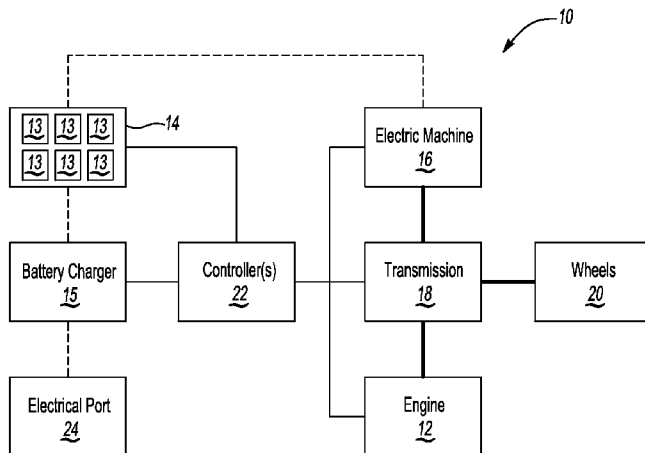 10
13 13 13
14
13 13 13
Electric Machine
16
Battery Charger
15
Controller(s)
22
Transmission
18
Wheels
20
Electrical Port
24
Engine
12